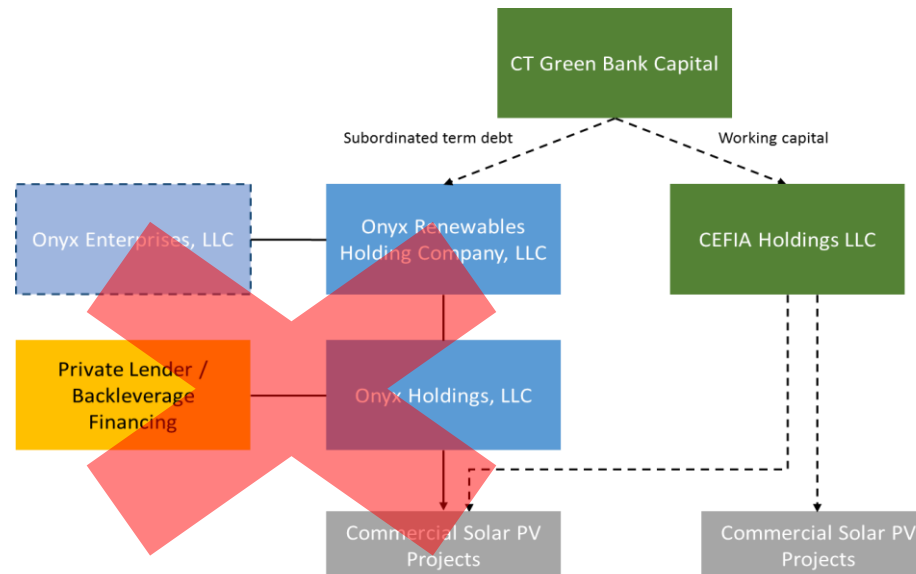 CT Green Bank Capital
Subordinated term debt
Working capital
Onyx Enterprises, LLC
Onyx Renewables
Holding Company, LLC
CEFIA Holdings LLC
Private Lender /
Backleverage
Financing
Onyx Holdings, LLC
Commercial Solar PV
Projects
Commercial Solar PV
Projects